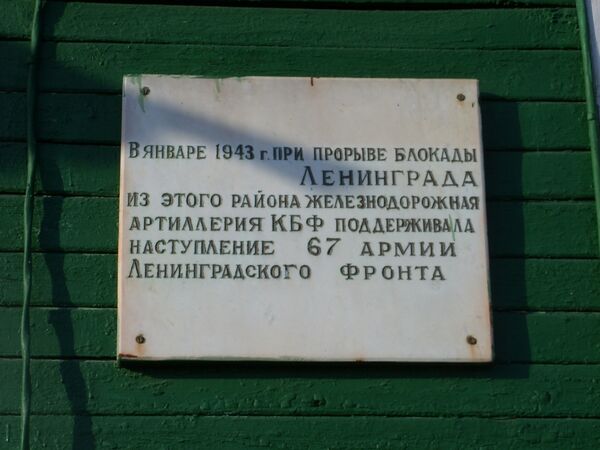 В ЯНВАРЕ 1943 г. ПРИ ПРОРЫВЕ БЛОКАДЫ
ЛЕНИНГРАДА
ИЗ ЭТОГО РАЙОНА ЖЕЛЕЗНОДОРОЖНАЯ
АРТИЛЛЕРИЯ КБФ ПОДДЕРЖИВАЛА
НАСТУПЛЕНИЕ 67 АРМИИ
ЛЕНИНГРАДСКОГО ФРОНТА